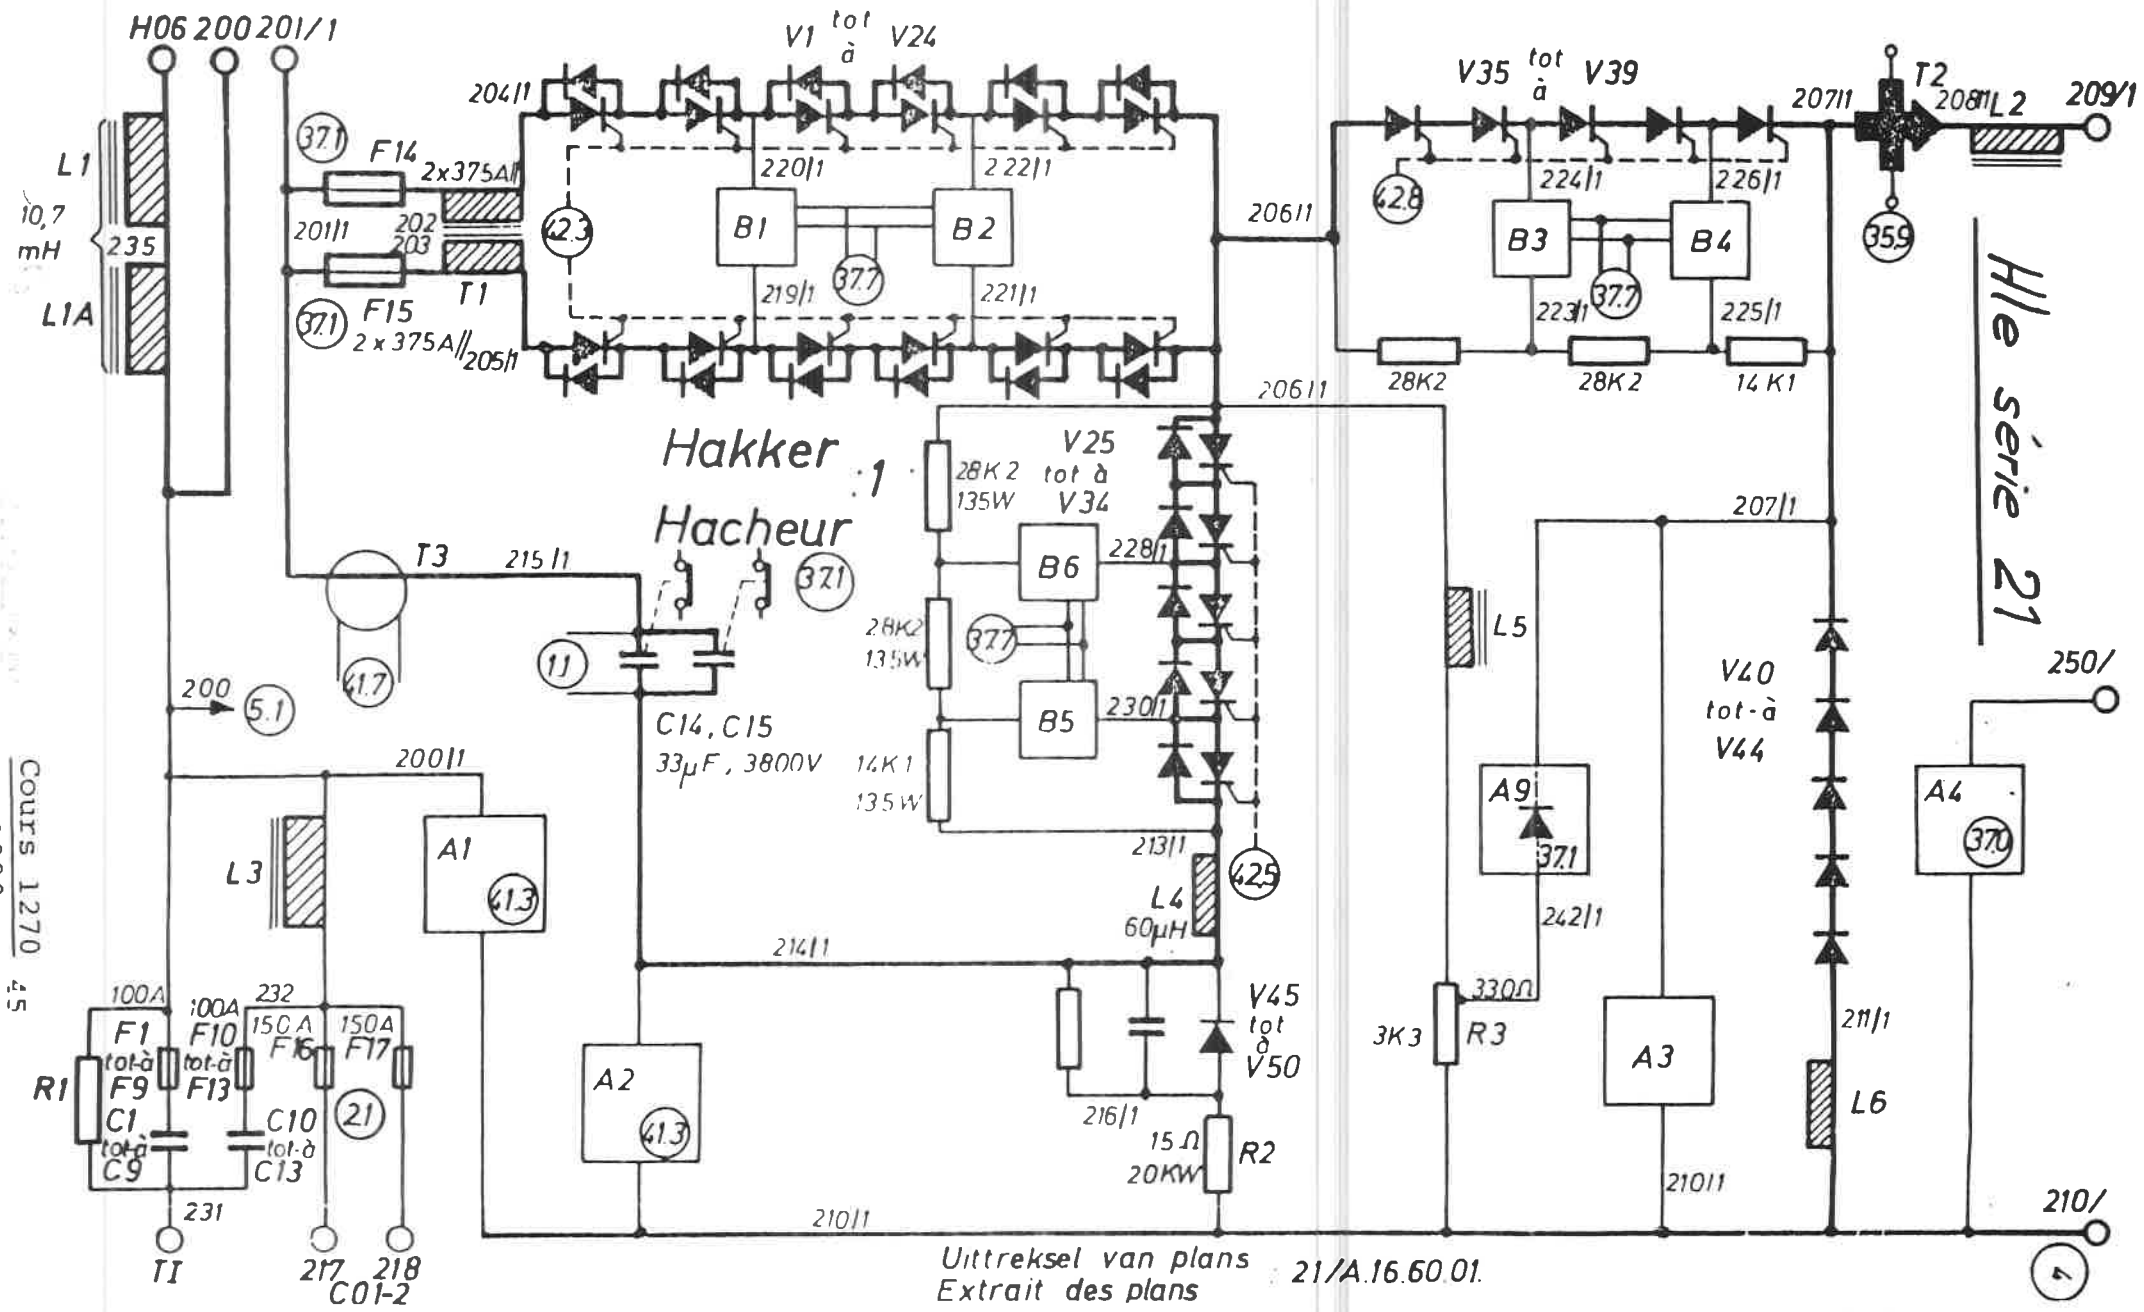 H06 200 201/1
V1 tot à V24
V35 tot à V39
T2
204/1
207/1
208/1
L2
209/1
37.1
F14
2x375A//
L1
10,7
mH
235
L1A
201/1
202
203
T1
37.1
F15
2x375A//
205/1
42.3
220/1
222/1
B1
B2
37.7
219/1
221/1
206/1
42.8
224/1
226/1
B3
B4
37.7
223/1
225/1
35.9
28K2
28K2
14K1
Hlle série 21
206/1
Hakker
:1
Hacheur
37.1
28K2
135W
V25
tot à
V34
B6
228/1
28K2
135W
37.7
B5
230/1
14K1
135W
T3
215/1
41.7
1.1
C14, C15
33µF, 3800V
213/1
L4
60µH
42.5
207/1
L5
V40
tot-à
V44
250/
A9
37.1
242/1
A4
37.0
200
5.1
200/1
L3
A1
41.3
214/1
A2
41.3
V45
tot
à
V50
216/1
15Ω
20KW
R2
330Ω
3K3
R3
A3
211/1
L6
210/1
100A
F1
tot-à
F9
C1
tot-à
C9
R1
100A
F10
tot-à
F13
C10
tot-à
C13
232
150A
F16
150A
F17
2.1
231
TI
217
218
C01-2
210/1
210/
Uittreksel van plans
Extrait des plans
: 21/A.16.60.01.
Cours 1270 45